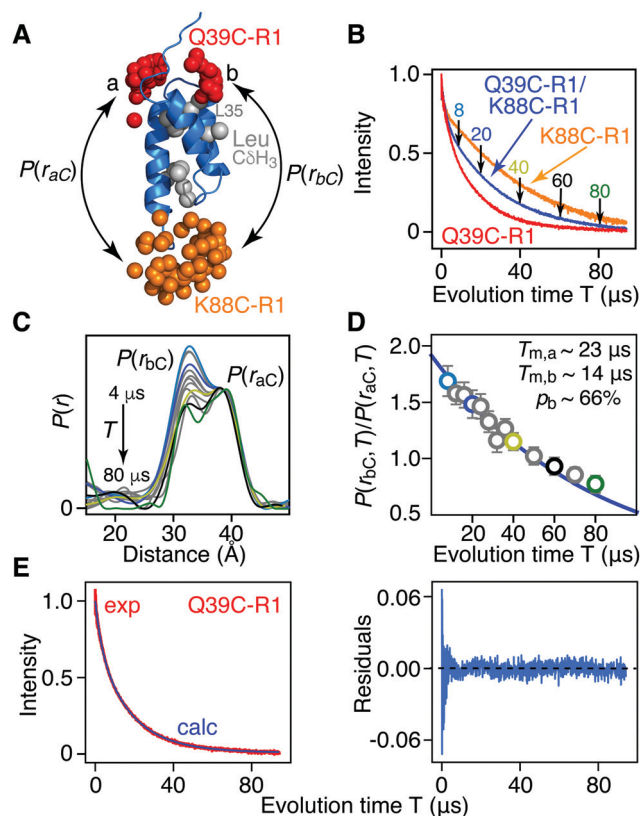 A
Q39C-R1
a
b
L35
Leu
CδH3
P(raC)
P(rbC)
K88C-R1
B
1.0
0.5
0
Intensity
Q39C-R1/
K88C-R1
8
20
K88C-R1
40
60
80
Q39C-R1
0 40 80
Evolution time T (µs)
C
P(rbC)
P(raC)
4 µs
T
80 µs
P(r)
0
20 30 40
Distance (Å)
D
2.0
1.5
1.0
0.5
P(rbC,T)/P(raC,T)
Tm,a ~ 23 µs
Tm,b ~ 14 µs
pb ~ 66%
20 40 60 80
Evolution time T (µs)
E
1.0
0.5
0
Intensity
exp
Q39C-R1
calc
0 40 80
0.06
0.00
-0.06
Residuals
0 40 80
Evolution time T (µs)